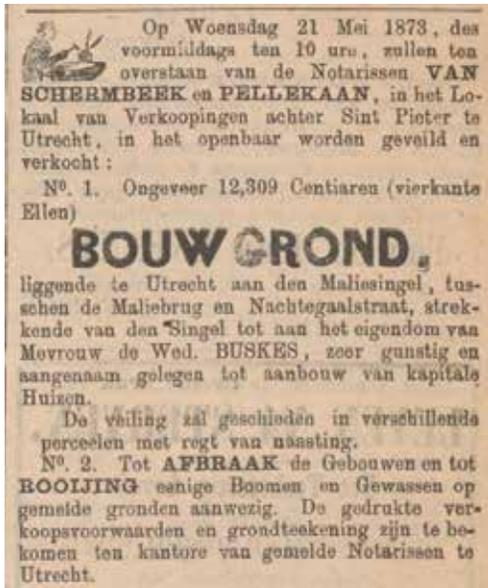 Op Woensdag 21 Mei 1873, des
voormiddags ten 10 ure, zullen ten
overstaan van de Notarissen VAN
SCHERMBEEK en PELLEKAAN, in het Lo-
kaal van Verkoopingen achter Sint Pieter te
Utrecht, in het openbaar worden geveild en
verkocht:
No. 1. Ongeveer 12,309 Centiaren (vierkante
Ellen)
BOUWGROND,
liggende te Utrecht aan den Maliesingel, tus-
schen de Maliebrug en Nachtegaalstraat, strek-
kende van den Singel tot aan het eigendom van
Mevrouw de Wed. BUSKES, zeer gunstig en
aangenaam gelegen tot aanbouw van kapitale
Huizen.
De veiling zal geschieden in verschillende
perceelen met regt van naasting.
No. 2. Tot AFBRAAK de Gebouwen en tot
ROOIJING eenige Boomen en Gewassen op
gemelde gronden aanwezig. De gedrukte ver-
koopsvoorwaarden en grondteekening zijn te be-
komen ten kantore van gemelde Notarissen te
Utrecht.